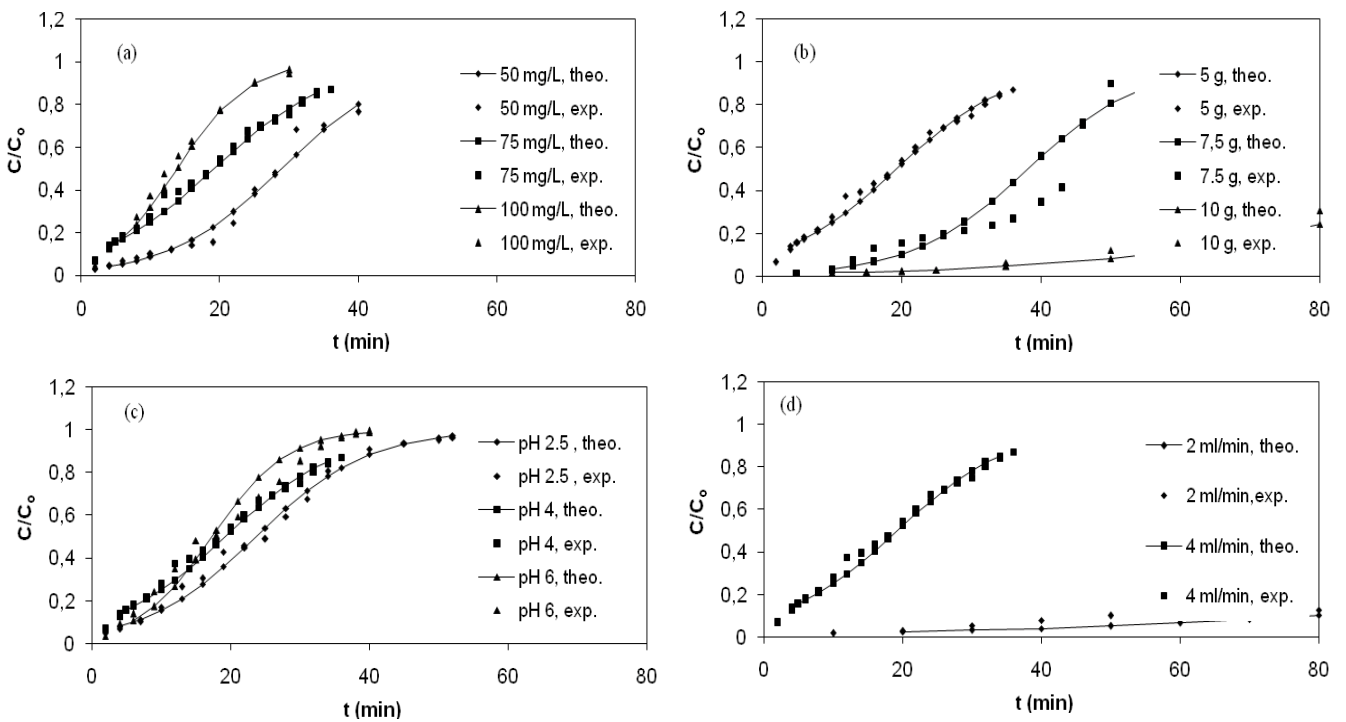 (a)
C/Co
1,2
1
0,8
0,6
0,4
0,2
0
0 20 40 60 80
t (min)
50 mg/L, theo.
50 mg/L, exp.
75 mg/L, theo.
75 mg/L, exp.
100 mg/L, theo.
100 mg/L, exp.
(b)
C/Co
1,2
1
0,8
0,6
0,4
0,2
0
0 20 40 60 80
t (min)
5 g, theo.
5 g, exp.
7,5 g, theo.
7.5 g, exp.
10 g, theo.
10 g, exp.
(c)
C/Co
1,2
1
0,8
0,6
0,4
0,2
0
0 20 40 60 80
t (min)
pH 2.5 , theo.
pH 2.5 , exp.
pH 4, theo.
pH 4, exp.
pH 6, theo.
pH 6, exp.
(d)
C/Co
1,2
1
0,8
0,6
0,4
0,2
0
0 20 40 60 80
t (min)
2 ml/min, theo.
2 ml/min,exp.
4 ml/min, theo.
4 ml/min, exp.